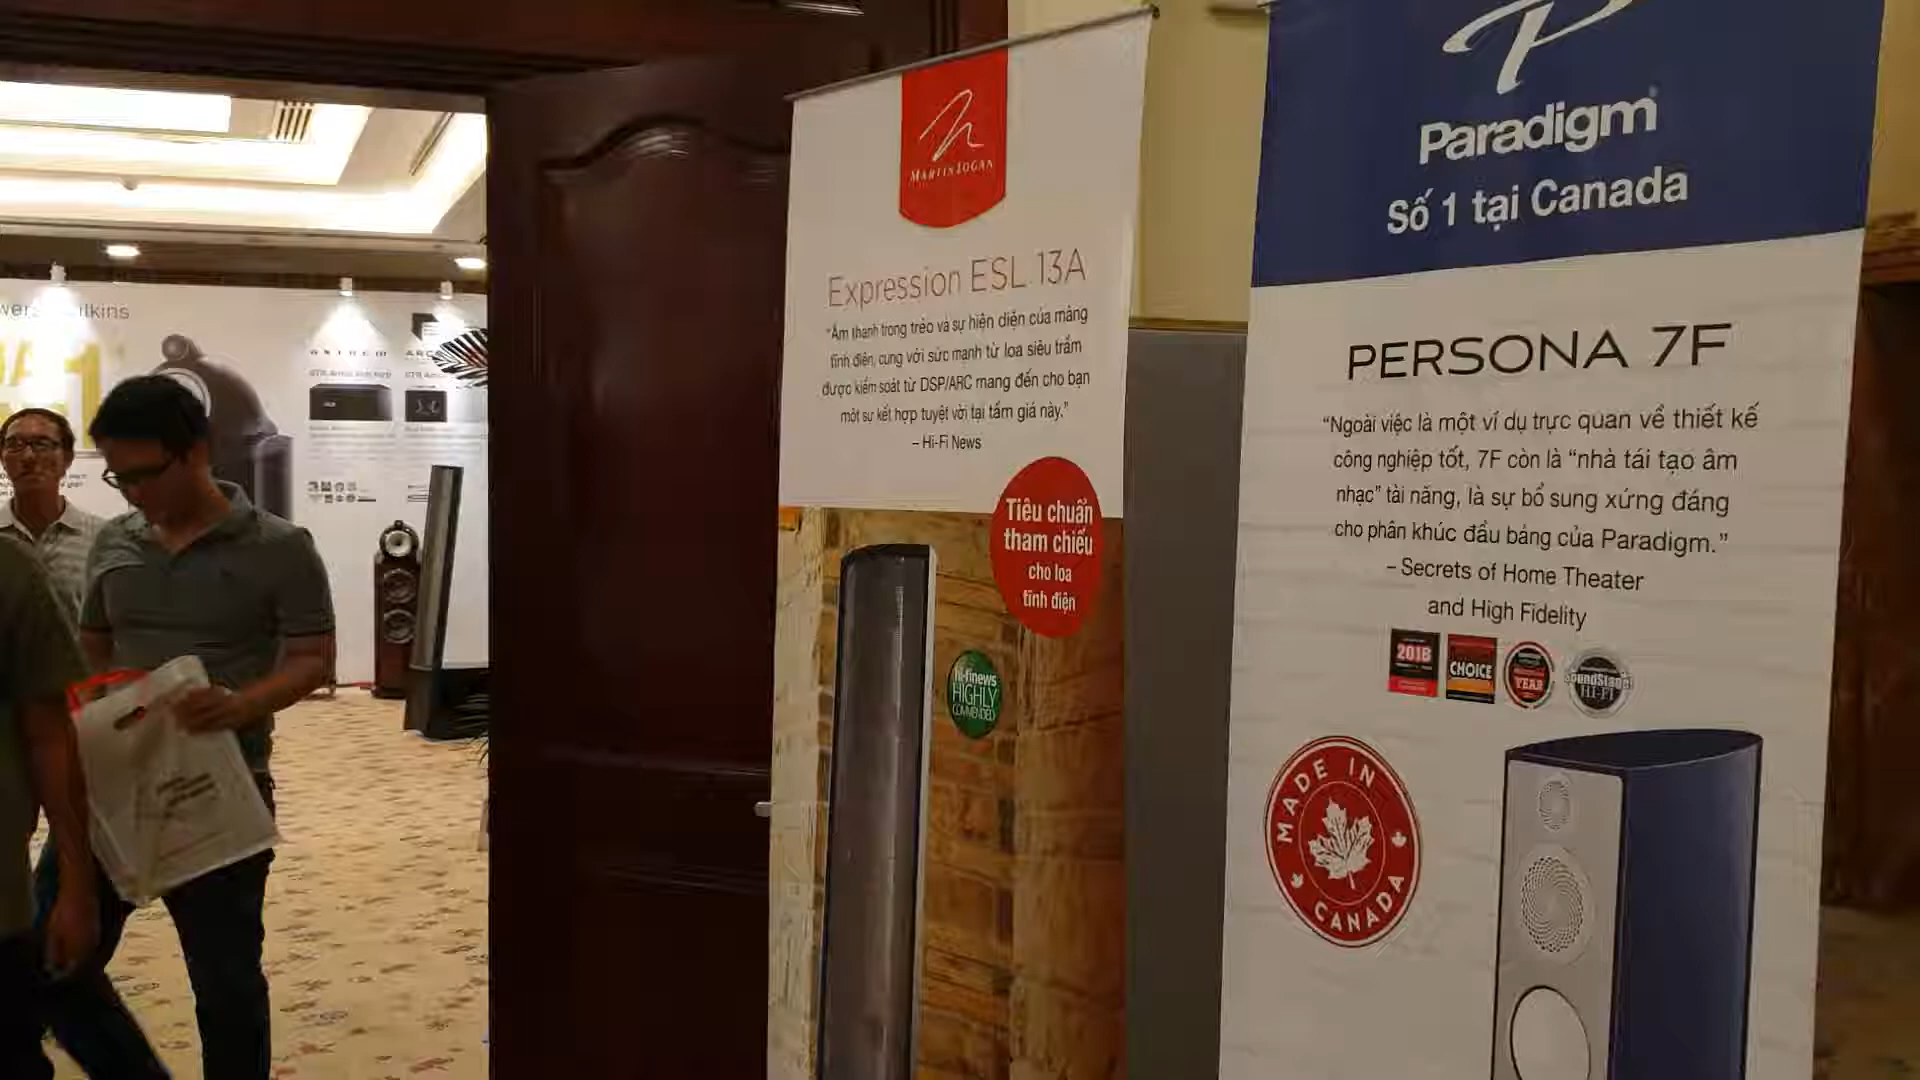 MARTIN LOGAN
Expression ESL 13A
“Âm thanh trong trẻo và sự hiện diện của màng
tĩnh điện, cùng với sức mạnh từ loa siêu trầm
được kiểm soát từ DSP/ARC mang đến cho bạn
một sự kết hợp tuyệt vời tại tầm giá này.”
– Hi-Fi News
Tiêu chuẩn
tham chiếu
cho loa
tĩnh điện
hi-finews
HIGHLY
COMMENDED
Paradigm
Số 1 tại Canada
PERSONA 7F
“Ngoài việc là một ví dụ trực quan về thiết kế
công nghiệp tốt, 7F còn là “nhà tái tạo âm
nhạc” tài năng, là sự bổ sung xứng đáng
cho phân khúc đầu bảng của Paradigm.”
– Secrets of Home Theater
and High Fidelity
2018
CHOICE
YEAR
SoundStage!
HI-FI
MADE IN
CANADA